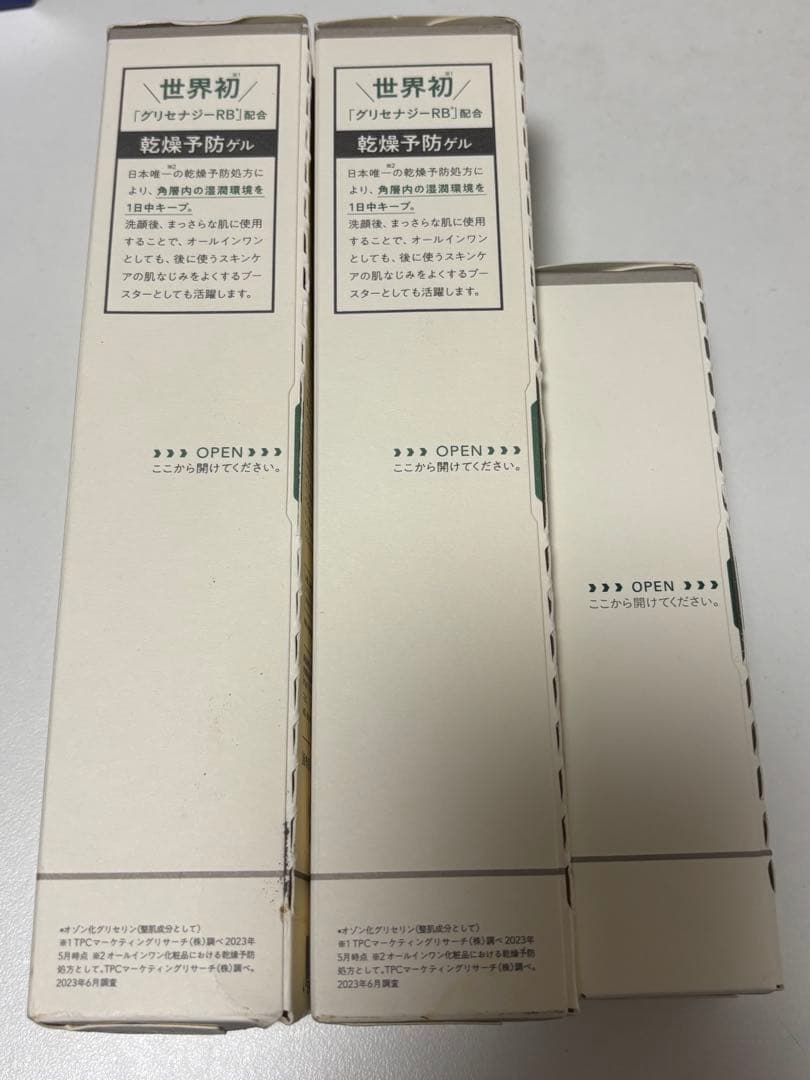 世界初※1
「グリセナジーRB*」配合
乾燥予防ゲル
日本唯一※2の乾燥予防処方に
より、角層内の湿潤環境を
1日中キープ。
洗顔後、まっさらな肌に使用
することで、オールインワン
としても、後に使うスキンケ
アの肌なじみをよくするブー
スターとしても活躍します。
OPEN
ここから開けてください。
*オゾン化グリセリン(整肌成分として)
※1 TPCマーケティングリサーチ(株)調べ 2023年
5月時点 ※2 オールインワン化粧品における乾燥予防
処方として。TPCマーケティングリサーチ(株)調べ。
2023年6月調査
世界初※1
「グリセナジーRB*」配合
乾燥予防ゲル
日本唯一※2の乾燥予防処方に
より、角層内の湿潤環境を
1日中キープ。
洗顔後、まっさらな肌に使用
することで、オールインワン
としても、後に使うスキンケ
アの肌なじみをよくするブー
スターとしても活躍します。
OPEN
ここから開けてください。
*オゾン化グリセリン(整肌成分として)
※1 TPCマーケティングリサーチ(株)調べ 2023年
5月時点 ※2 オールインワン化粧品における乾燥予防
処方として。TPCマーケティングリサーチ(株)調べ。
2023年6月調査
OPEN
ここから開けてください。